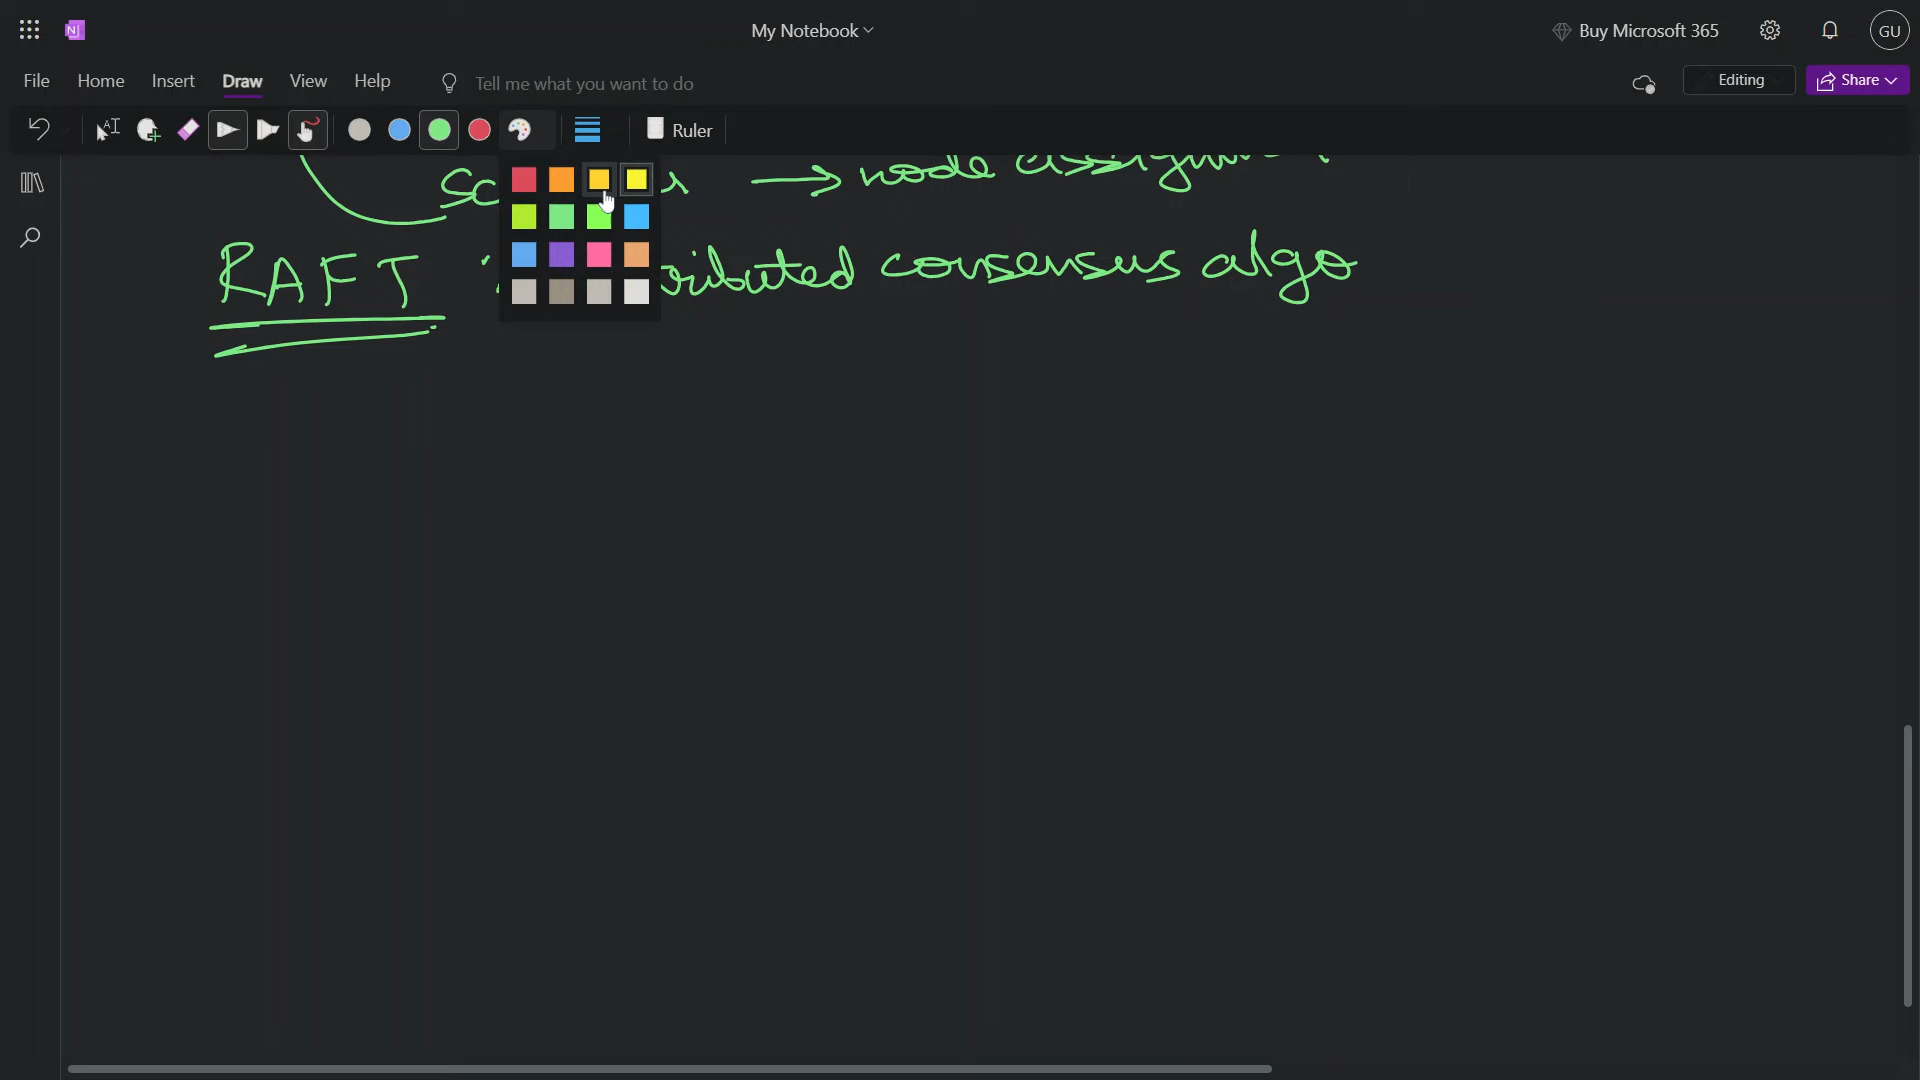 My Notebook
Buy Microsoft 365
GU
File Home Insert Draw View Help
Tell me what you want to do
Editing
Share
Ruler
→ node
RAFT : consensus algo